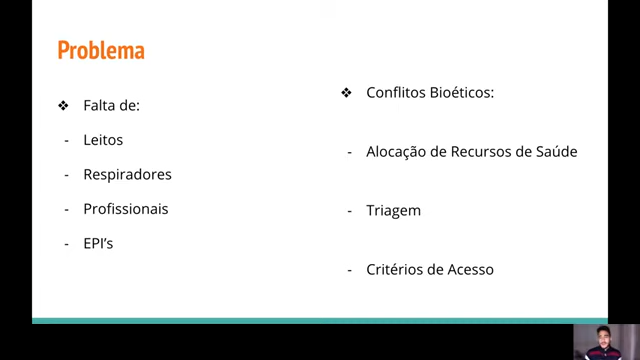 Problema
❖ Falta de:
- Leitos
- Respiradores
- Profissionais
- EPI’s
❖ Conflitos Bioéticos:
- Alocação de Recursos de Saúde
- Triagem
- Critérios de Acesso